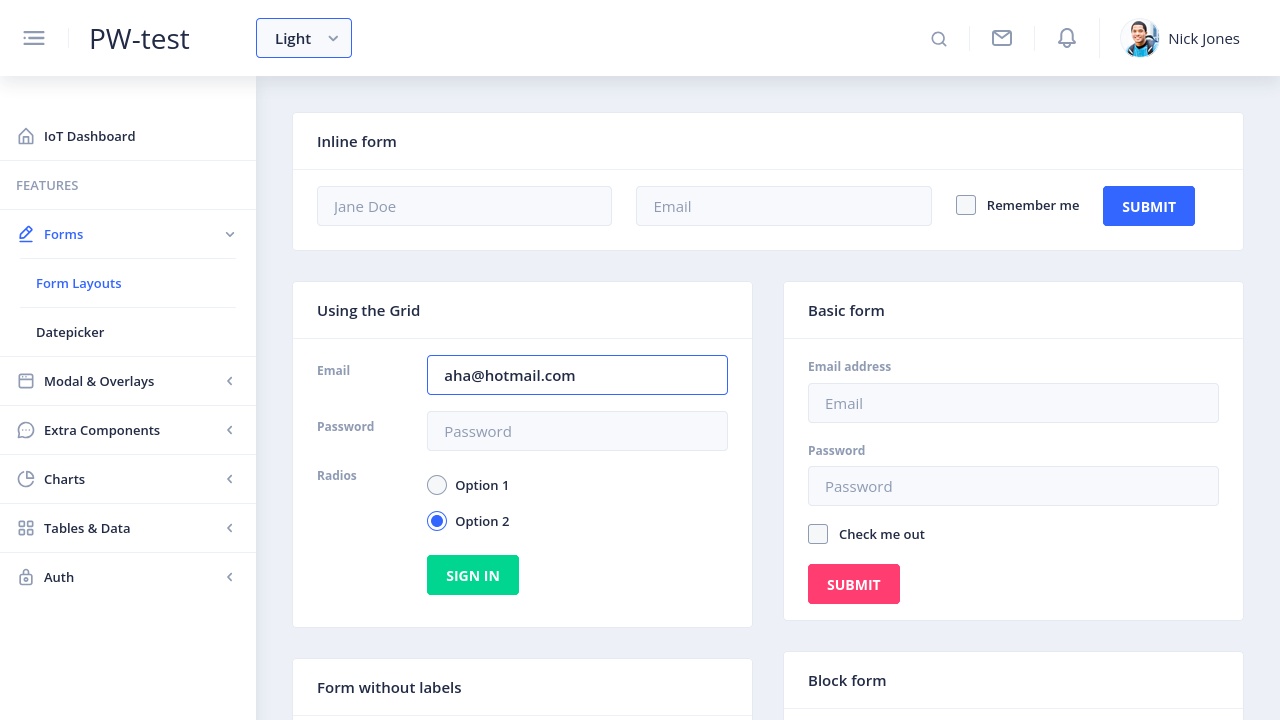 PW-test
Light
Nick Jones
IoT Dashboard
FEATURES
Forms
Form Layouts
Datepicker
Modal & Overlays
Extra Components
Charts
Tables & Data
Auth
Inline form
Jane Doe
Email
Remember me
SUBMIT
Using the Grid
Email
aha@hotmail.com
Password
Password
Radios
Option 1
Option 2
SIGN IN
Basic form
Email address
Email
Password
Password
Check me out
SUBMIT
Form without labels
Block form